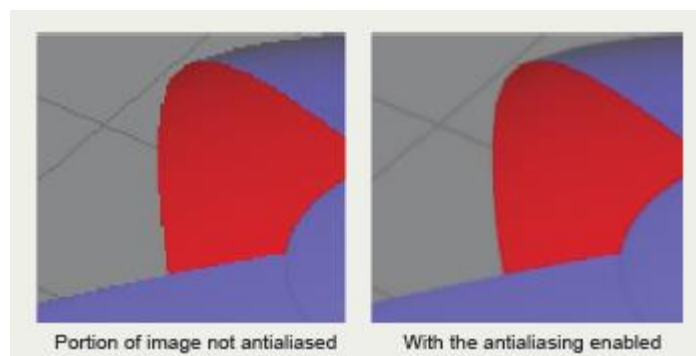 Portion of image not antialiased
With the antialiasing enabled